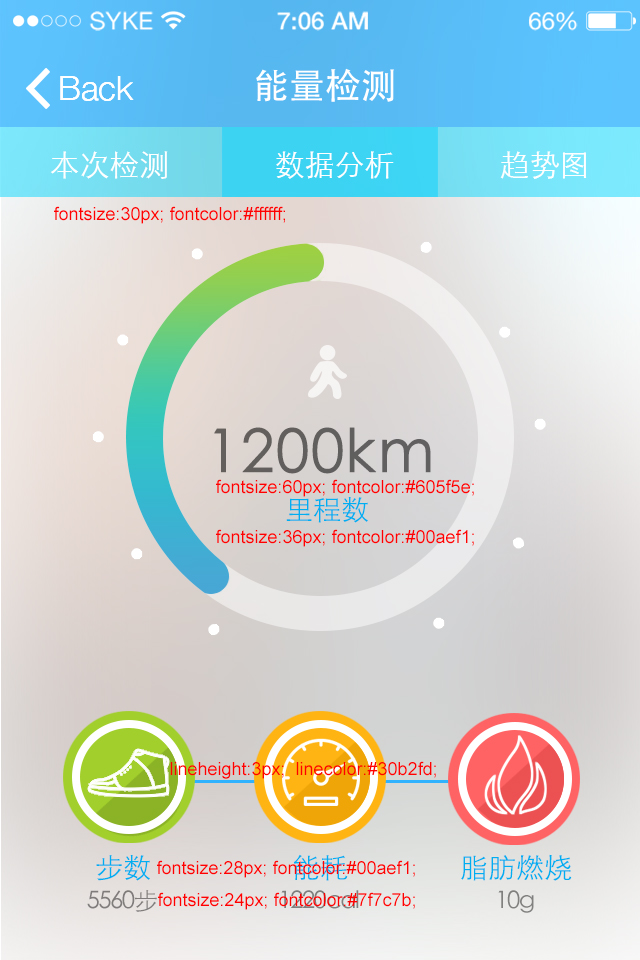 SYKE 7:06 AM 66%
Back 能量检测
本次检测 数据分析 趋势图
fontsize:30px; fontcolor:#ffffff;
1200km
fontsize:60px; fontcolor:#605f5e;
里程数
fontsize:36px; fontcolor:#00aef1;
lineheight:3px; linecolor:#30b2fd;
步数 fontsize:28px; fontcolor:#00aef1; 能耗 脂肪燃烧
5560步 fontsize:24px; fontcolor:#7f7c7b; 1220cal 10g